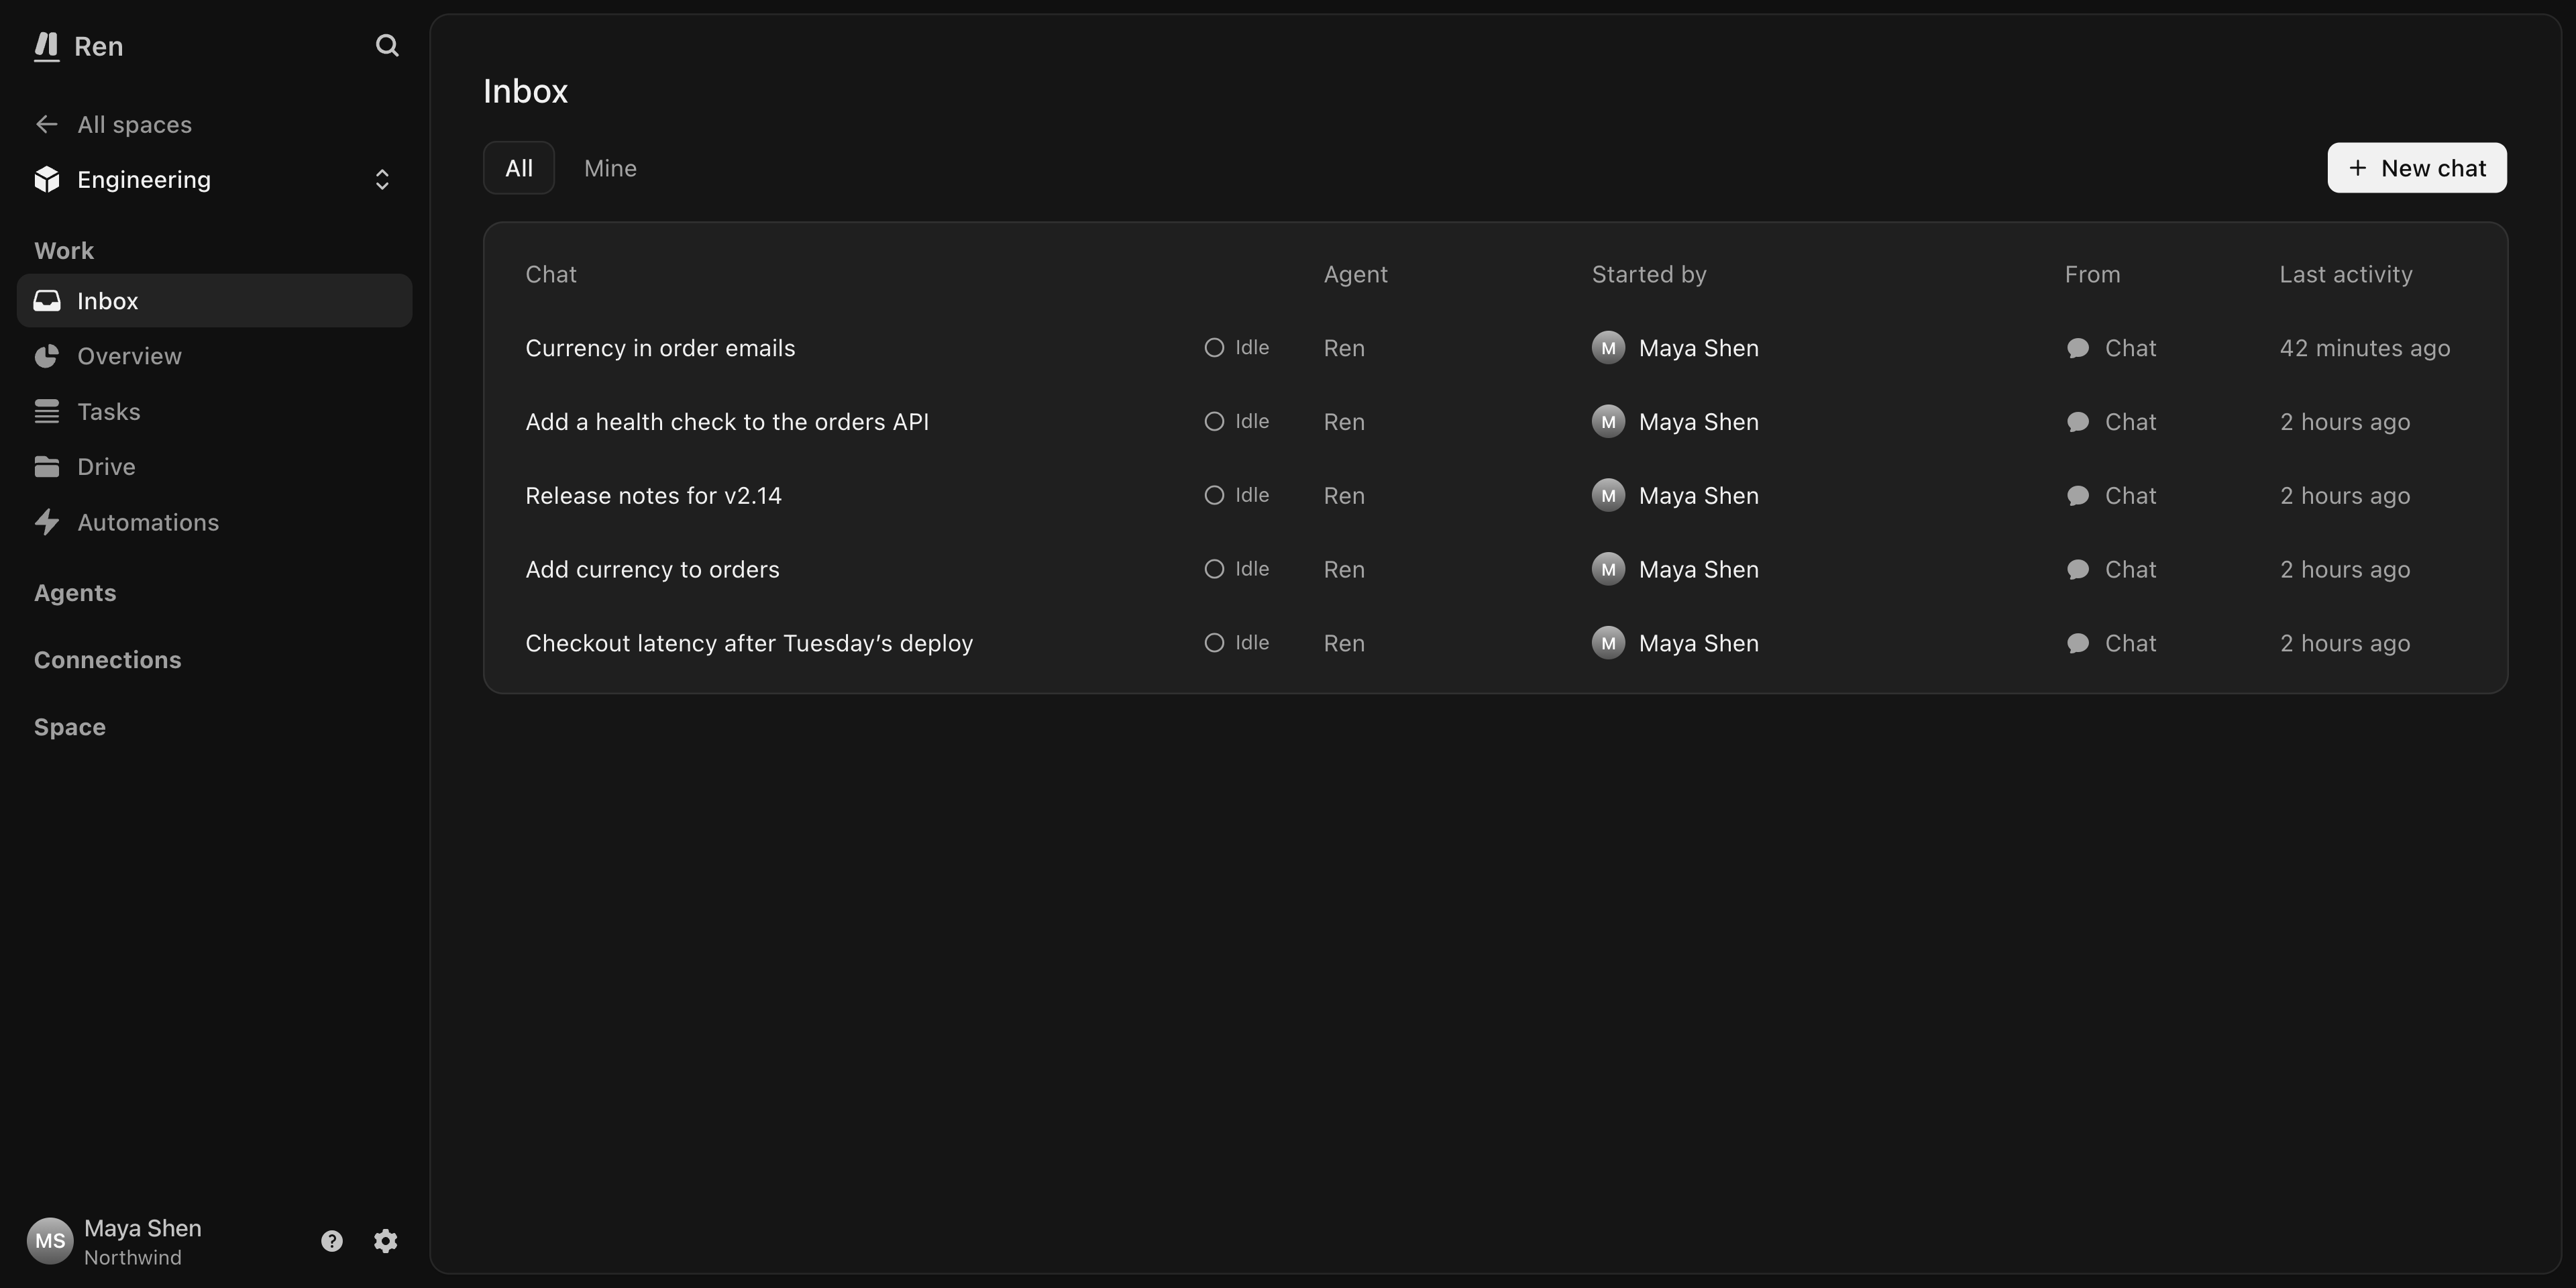 Ren
All spaces
Engineering
Work
Inbox
Overview
Tasks
Drive
Automations
Agents
Connections
Space
MS
Maya Shen
Northwind
?
Inbox
All Mine
+ New chat
Chat Agent Started by From Last activity
Currency in order emails Idle Ren M Maya Shen Chat 42 minutes ago
Add a health check to the orders API Idle Ren M Maya Shen Chat 2 hours ago
Release notes for v2.14 Idle Ren M Maya Shen Chat 2 hours ago
Add currency to orders Idle Ren M Maya Shen Chat 2 hours ago
Checkout latency after Tuesday’s deploy Idle Ren M Maya Shen Chat 2 hours ago